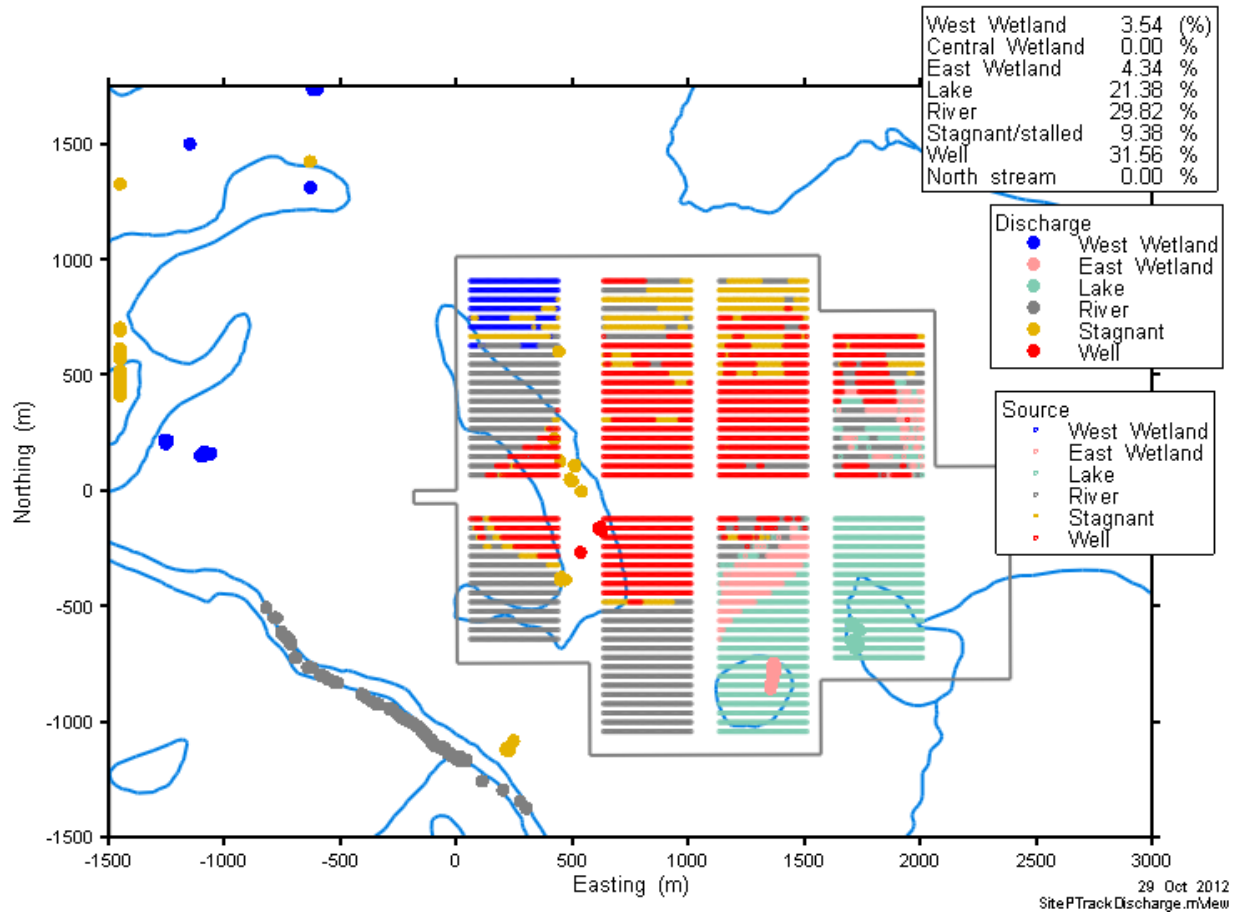 West Wetland 3.54 (%)
Central Wetland 0.00 %
East Wetland 4.34 %
Lake 21.38 %
River 29.82 %
Stagnant/stalled 9.38 %
Well 31.56 %
North stream 0.00 %
Discharge
West Wetland
East Wetland
Lake
River
Stagnant
Well
Source
West Wetland
East Wetland
Lake
River
Stagnant
Well
Northing (m)
1500
1000
500
0
-500
-1000
-1500
-1500 -1000 -500 0 500 1000 1500 2000 2500 3000
Easting (m)
29 Oct 2012
SitePTrackDischarge.mView